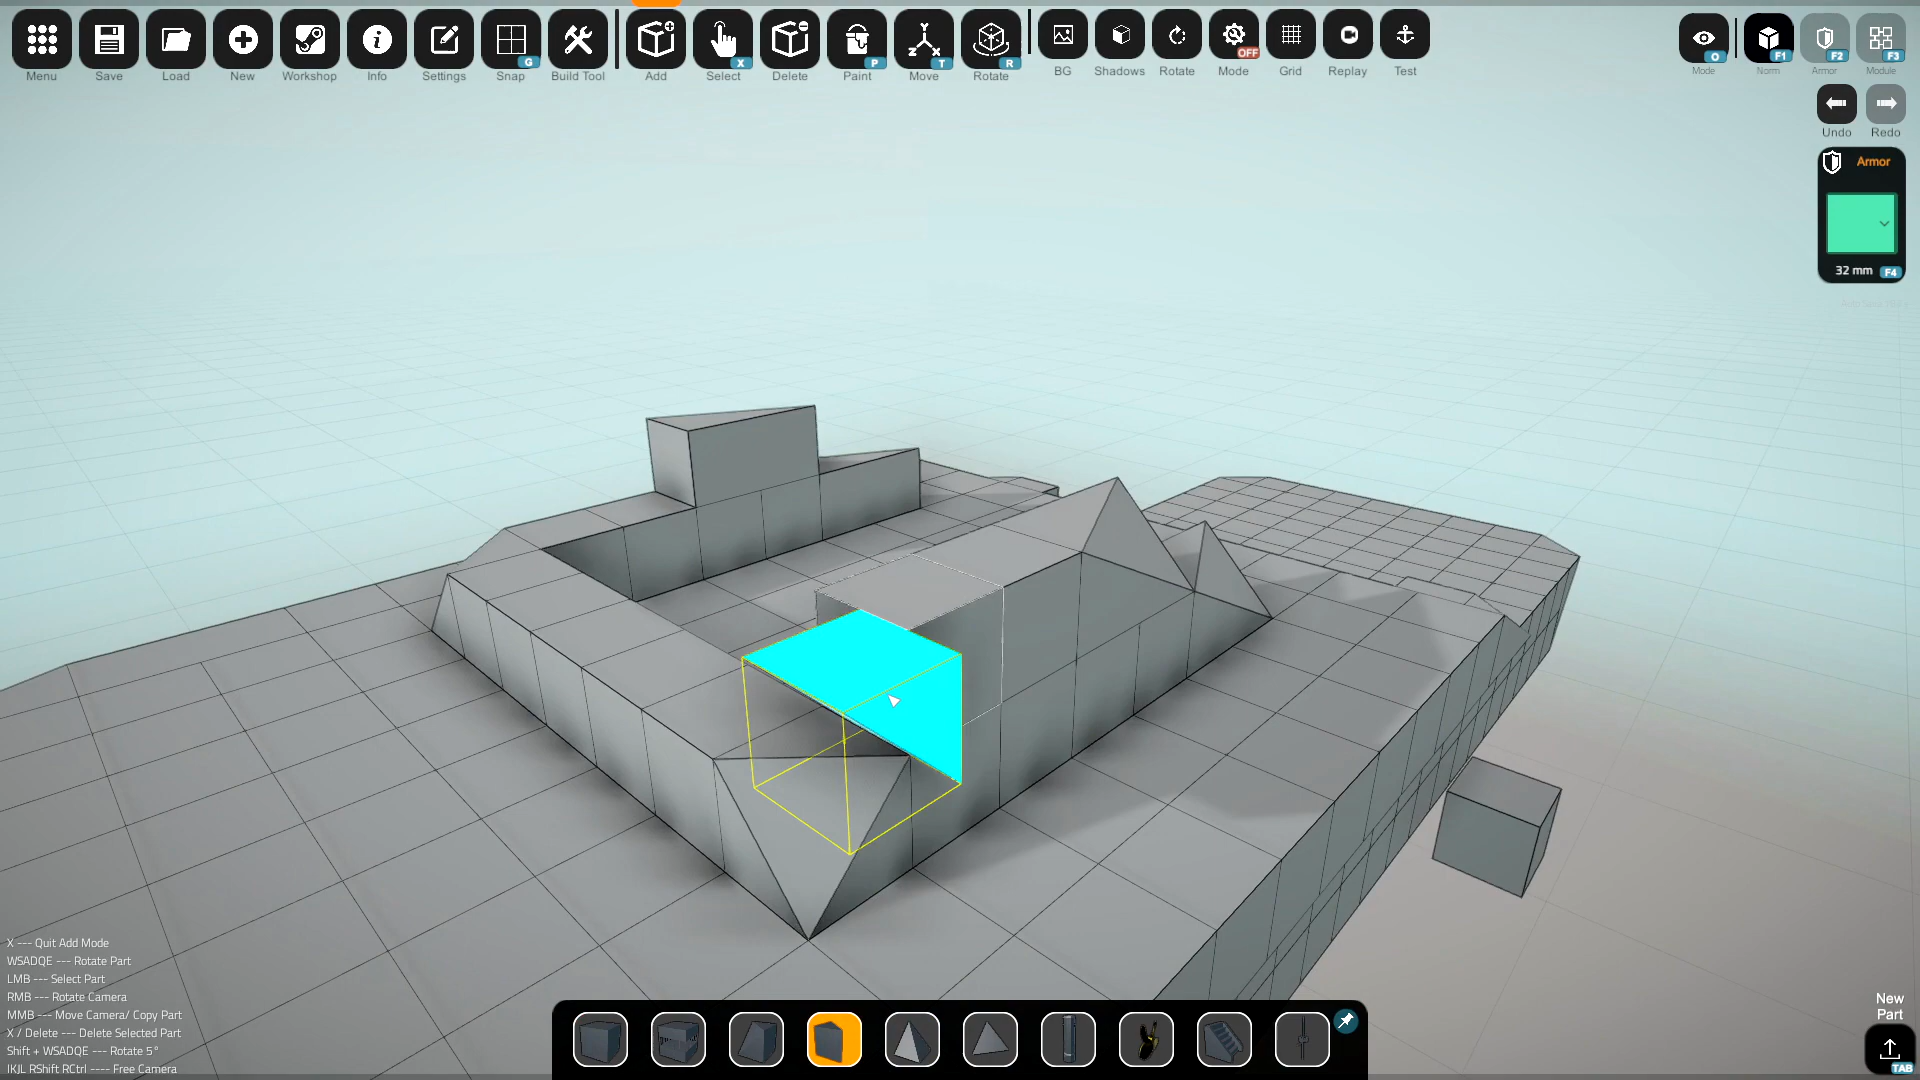 Menu
Save
Load
New
Workshop
Info
Settings
G
Snap
Build Tool
Add
X
Select
Delete
P
Paint
T
Move
R
Rotate
BG
Shadows
Rotate
OFF
Mode
Grid
Replay
Test
O
Mode
F1
Norm
F2
Armor
F3
Module
Undo
Redo
Armor
32 mm
F4
X --- Quit Add Mode
WSADQE --- Rotate Part
LMB --- Select Part
RMB --- Rotate Camera
MMB --- Move Camera/ Copy Part
X / Delete --- Delete Selected Part
Shift + WSADQE --- Rotate 5°
IKJL RShift RCtrl ---- Free Camera
New
Part
TAB